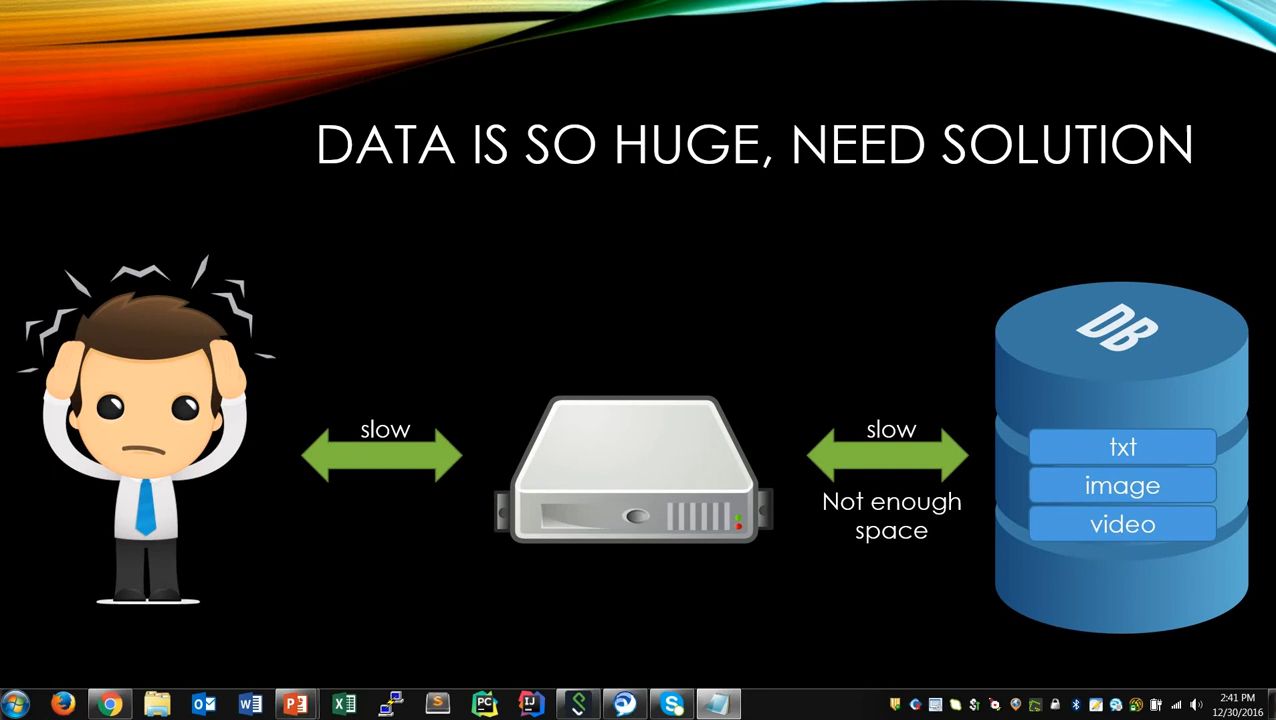 DATA IS SO HUGE, NEED SOLUTION
slow
slow
Not enough
space
DB
txt
image
video
2:41 PM
12/30/2016